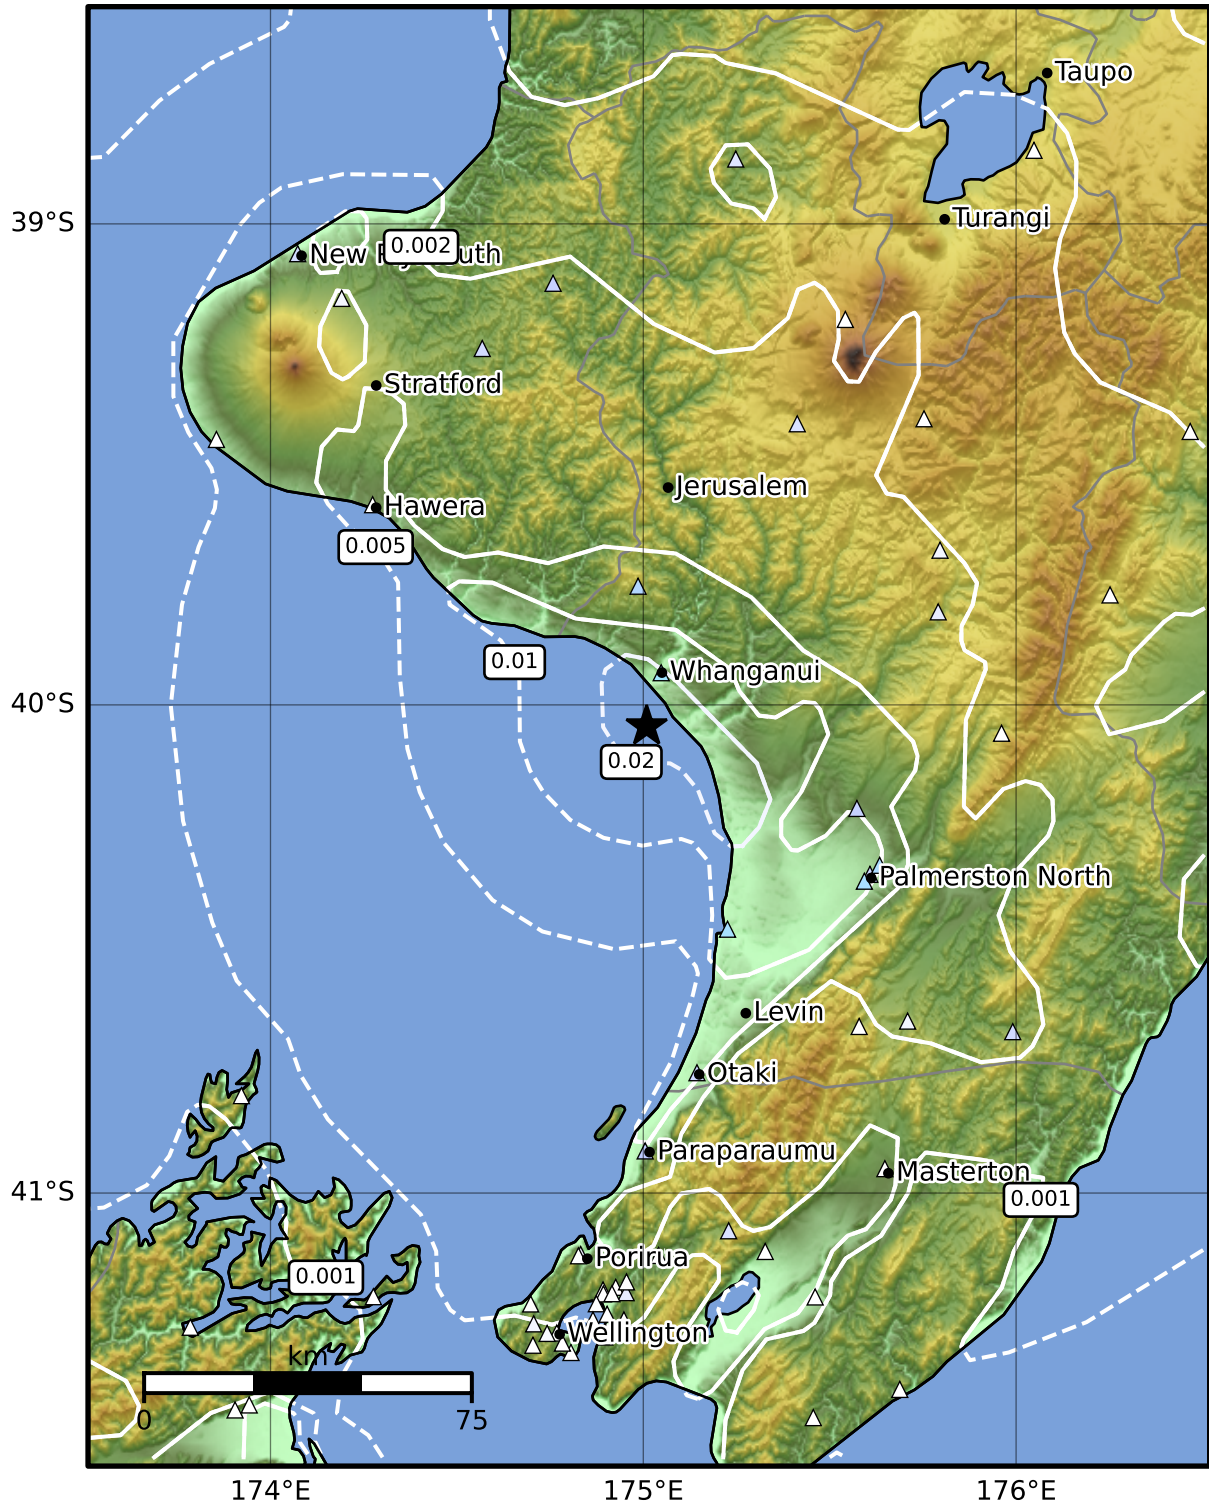 Taupo
39°S
Turangi
New Plymouth
0.002
Stratford
Jerusalem
Hawera
0.005
0.01
Whanganui
40°S
0.02
Palmerston North
Levin
Otaki
Paraparaumu
Masterton
41°S
0.001
Porirua
0.001
Wellington
km
0 75
174°E 175°E 176°E